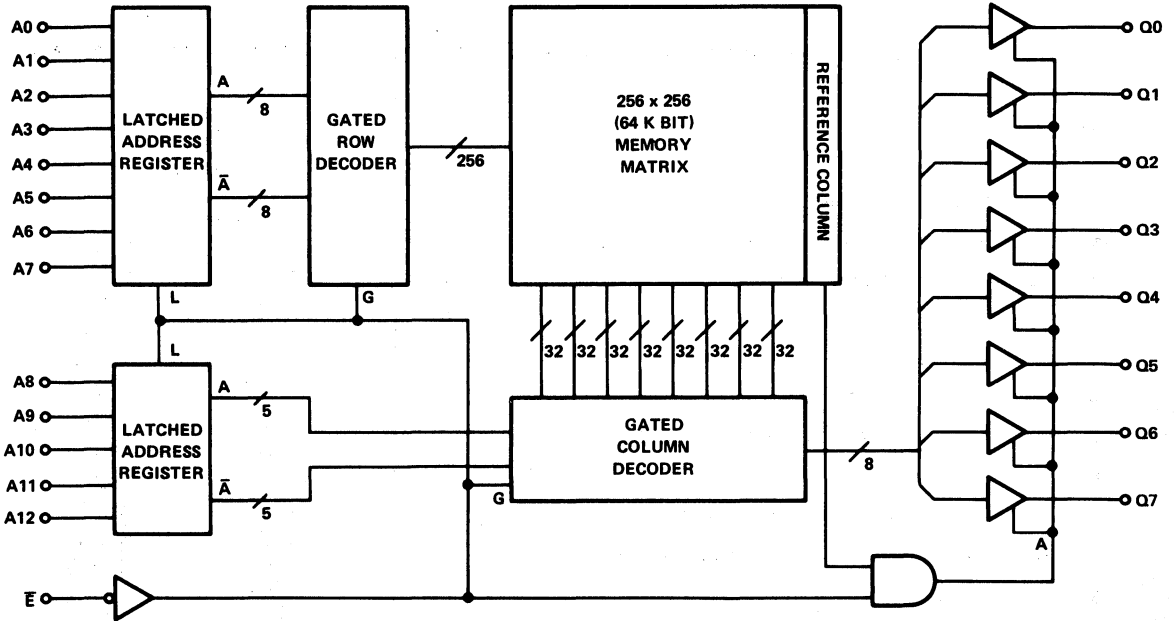 A0
A1
A2
A3
A4
A5
A6
A7
LATCHED
ADDRESS
REGISTER
A
8
A̅
8
L
GATED
ROW
DECODER
G
256
256 x 256
(64 K BIT)
MEMORY
MATRIX
REFERENCE COLUMN
32
32
32
32
32
32
32
32
L
A8
A9
A10
A11
A12
LATCHED
ADDRESS
REGISTER
A
5
A̅
5
GATED
COLUMN
DECODER
G
8
Q0
Q1
Q2
Q3
Q4
Q5
Q6
Q7
A
E̅